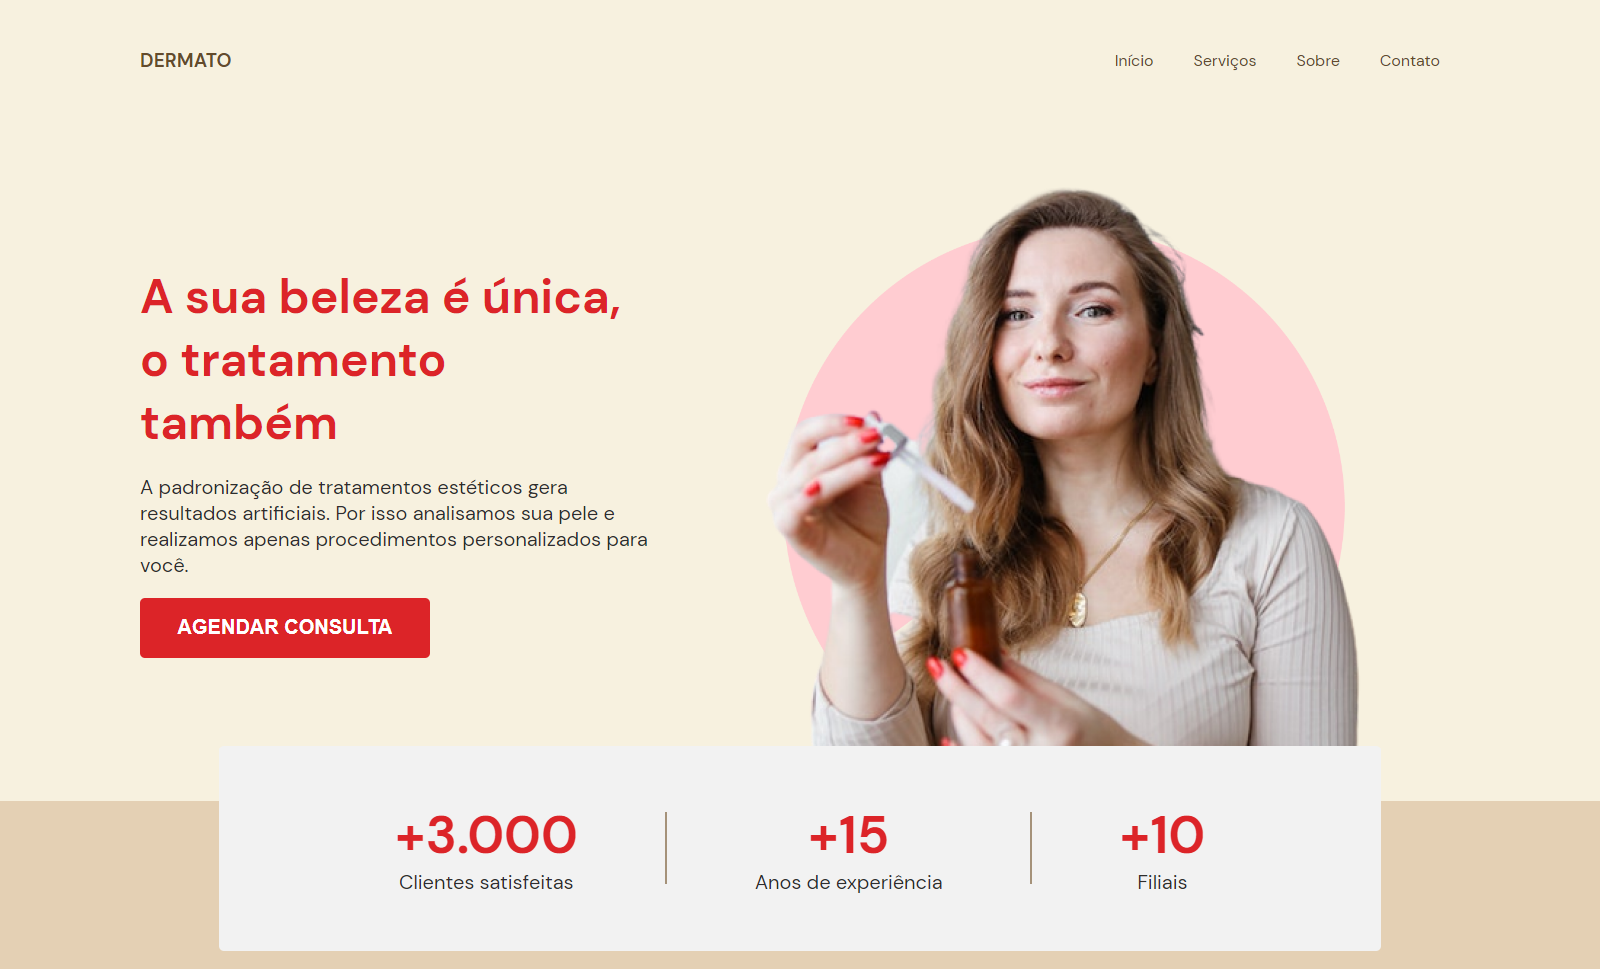 DERMATO
Início Serviços Sobre Contato
A sua beleza é única,
o tratamento
também
A padronização de tratamentos estéticos gera
resultados artificiais. Por isso analisamos sua pele e
realizamos apenas procedimentos personalizados para
você.
AGENDAR CONSULTA
+3.000 +15 +10
Clientes satisfeitas Anos de experiência Filiais